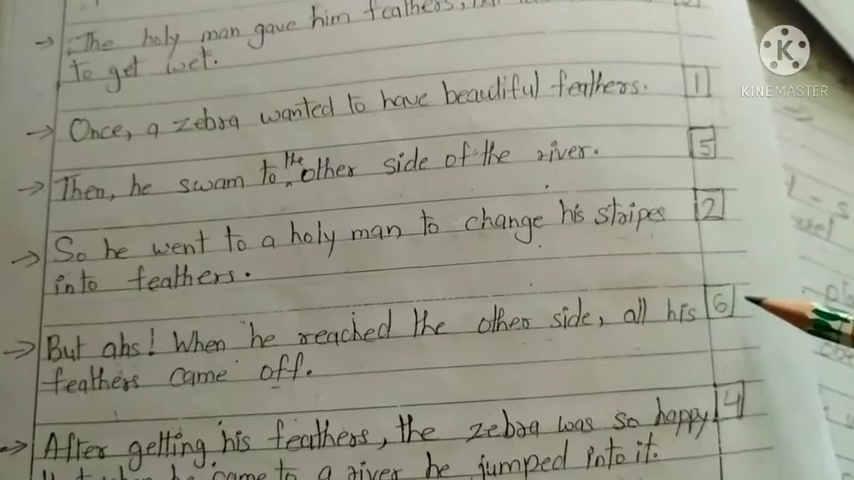 → The holy man gave him feathers,
to get wet.
→ Once, a zebra wanted to have beautiful feathers. 1
→ Then, he swam to the other side of the river. 5
→ So he went to a holy man to change his stripes 2
into feathers.
→ But ahs! When he reached the other side, all his 6
feathers came off.
→ After getting his feathers, the zebra was so happy 4
came to a river he jumped into it.
K
KINEMASTER